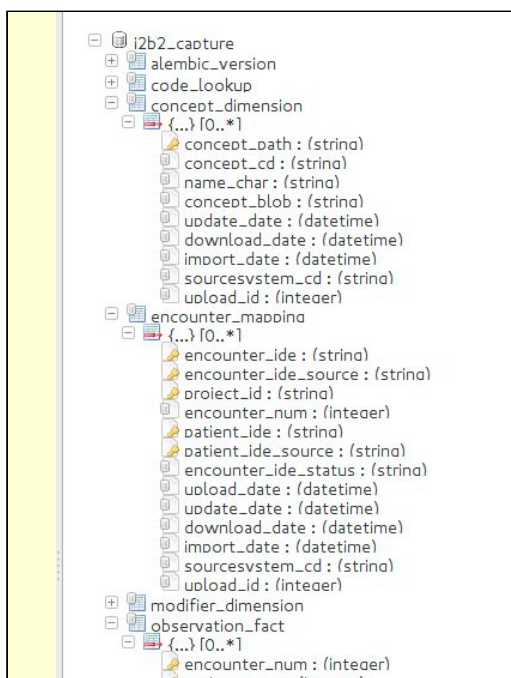 i2b2_capture
alembic_version
code_lookup
concept_dimension
{...} [0..*]
concept_path : (string)
concept_cd : (string)
name_char : (string)
concept_blob : (string)
update_date : (datetime)
download_date : (datetime)
import_date : (datetime)
sourcesystem_cd : (string)
upload_id : (integer)
encounter_mapping
{...} [0..*]
encounter_ide : (string)
encounter_ide_source : (string)
project_id : (string)
encounter_num : (integer)
patient_ide : (string)
patient_ide_source : (string)
encounter_ide_status : (string)
upload_date : (datetime)
update_date : (datetime)
download_date : (datetime)
import_date : (datetime)
sourcesystem_cd : (string)
upload_id : (integer)
modifier_dimension
observation_fact
{...} [0..*]
encounter_num : (integer)